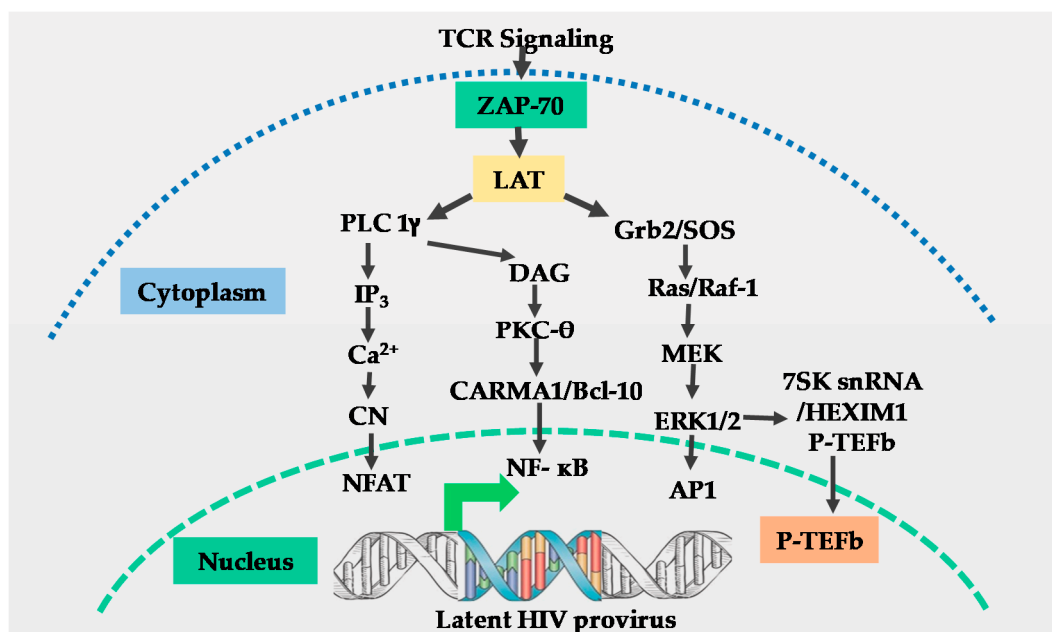 TCR Signaling
ZAP-70
LAT
PLC 1γ
Grb2/SOS
DAG
Ras/Raf-1
Cytoplasm
IP₃
PKC-θ
Ca²⁺
MEK
7SK snRNA
/HEXIM1
P-TEFb
CARMA1/Bcl-10
CN
ERK1/2
NF- κB
NFAT
AP1
P-TEFb
Nucleus
Latent HIV provirus